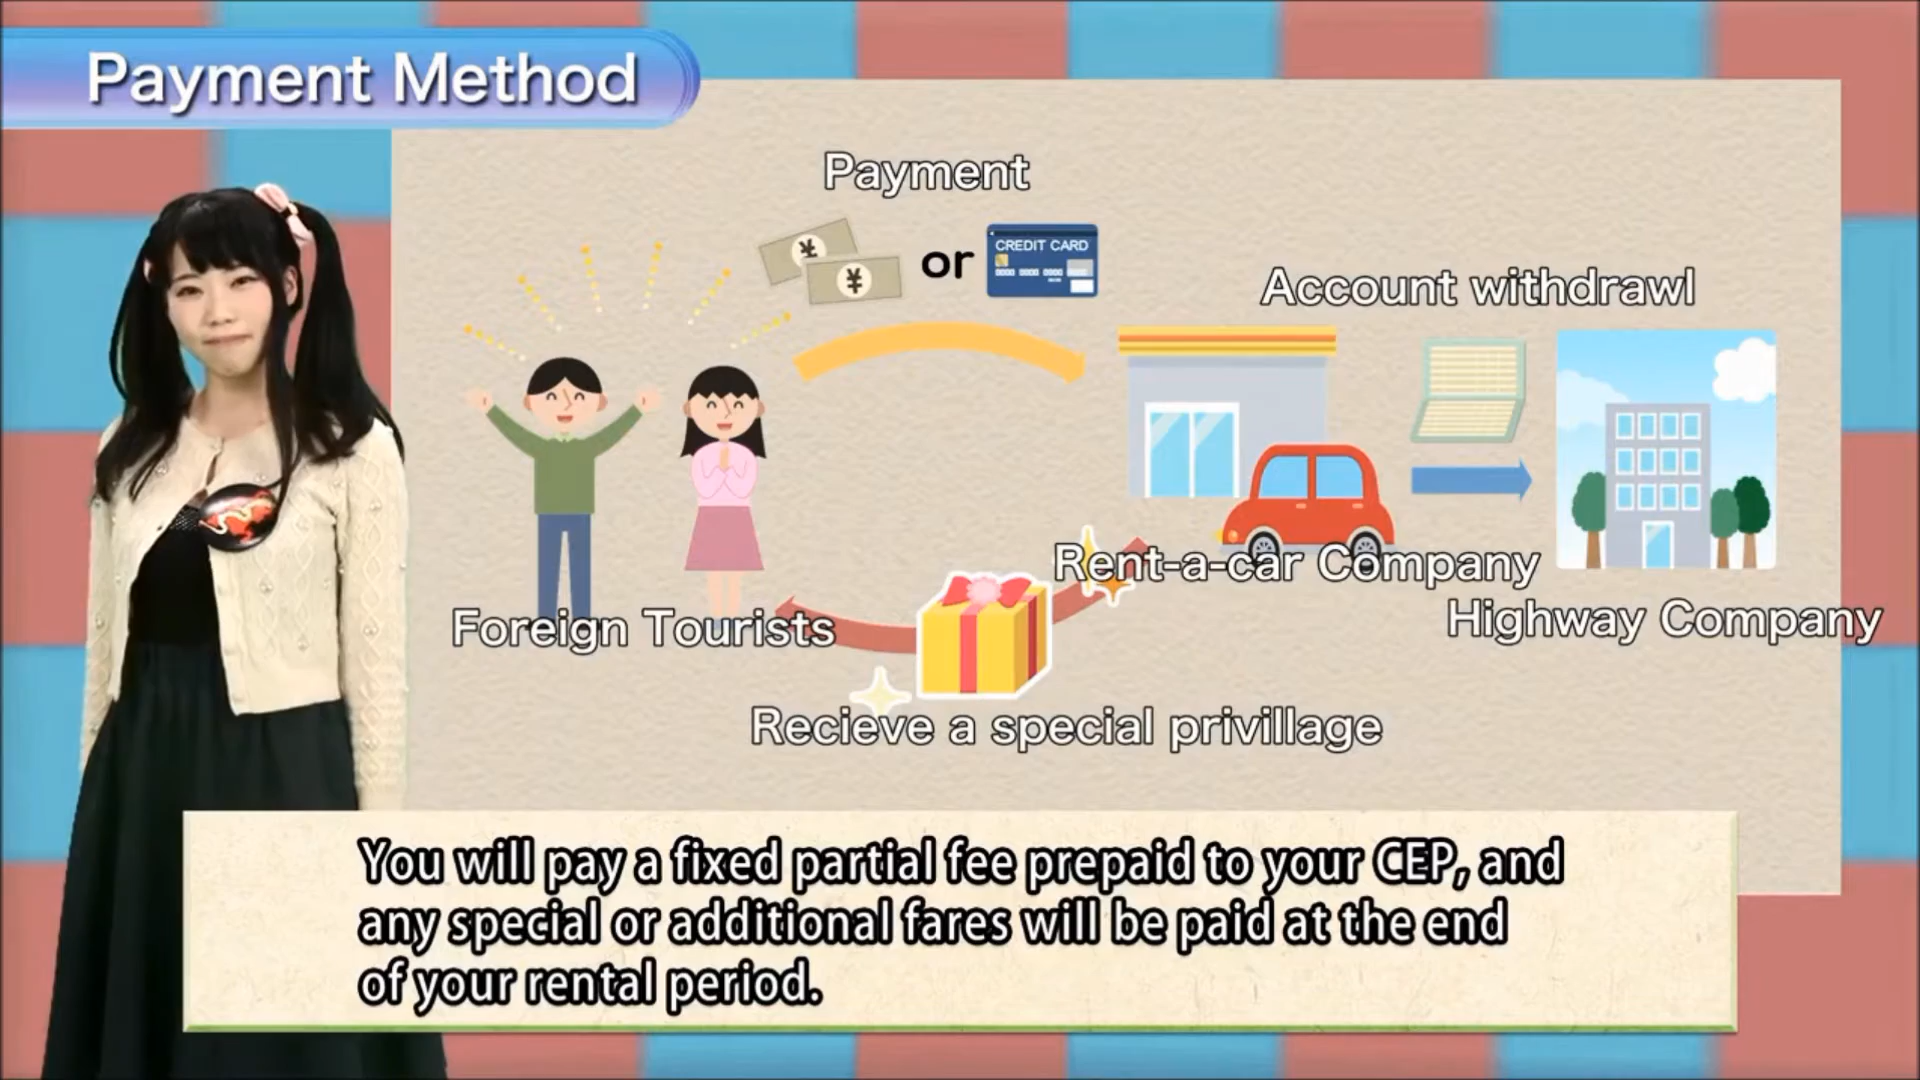 Payment Method
Payment
¥
¥
or
CREDIT CARD
Account withdrawl
Rent-a-car Company
Highway Company
Foreign Tourists
Recieve a special privillage
You will pay a fixed partial fee prepaid to your CEP, and
any special or additional fares will be paid at the end
of your rental period.